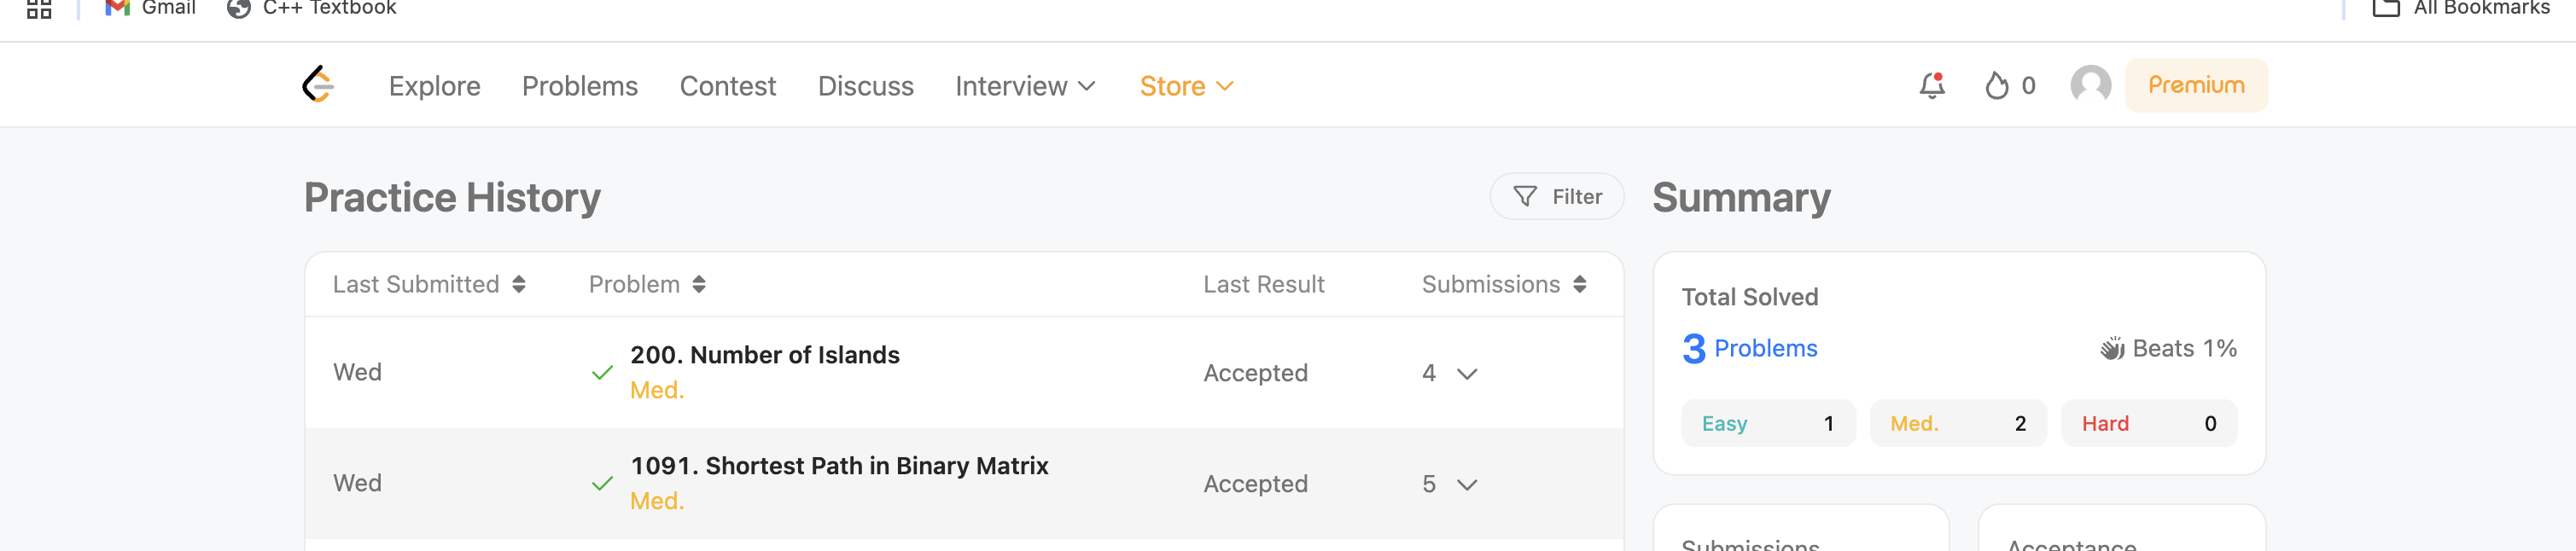 Gmail
C++ Textbook
All Bookmarks
Explore
Problems
Contest
Discuss
Interview
Store
0
Premium
Practice History
Filter
Summary
Last Submitted
Problem
Last Result
Submissions
Wed
200. Number of Islands
Med.
Accepted
4
Wed
1091. Shortest Path in Binary Matrix
Med.
Accepted
5
Total Solved
3 Problems
Beats 1%
Easy 1
Med. 2
Hard 0
Submissions
Acceptance